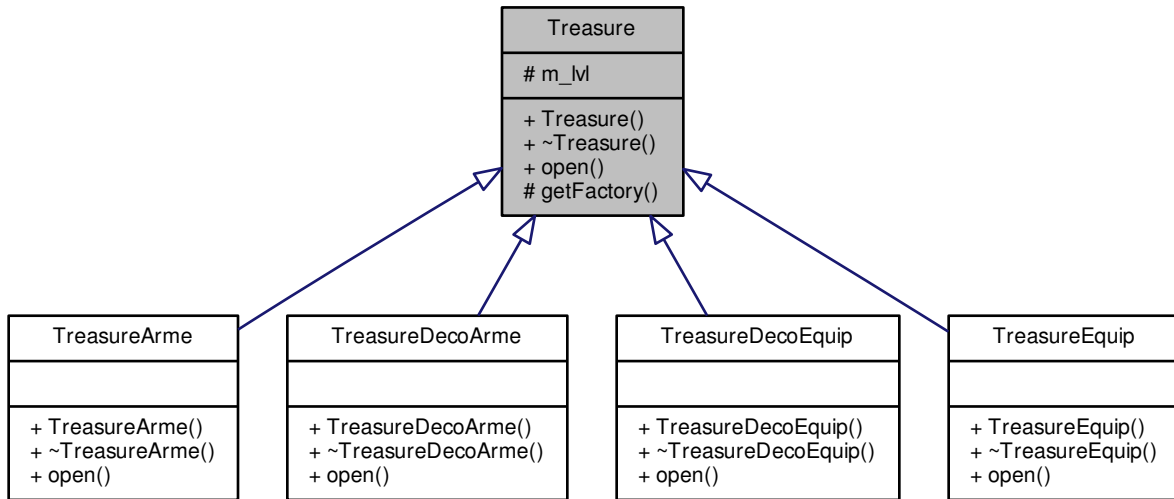 Treasure
# m_lvl
+ Treasure()
+ ~Treasure()
+ open()
# getFactory()
TreasureArme
+ TreasureArme()
+ ~TreasureArme()
+ open()
TreasureDecoArme
+ TreasureDecoArme()
+ ~TreasureDecoArme()
+ open()
TreasureDecoEquip
+ TreasureDecoEquip()
+ ~TreasureDecoEquip()
+ open()
TreasureEquip
+ TreasureEquip()
+ ~TreasureEquip()
+ open()